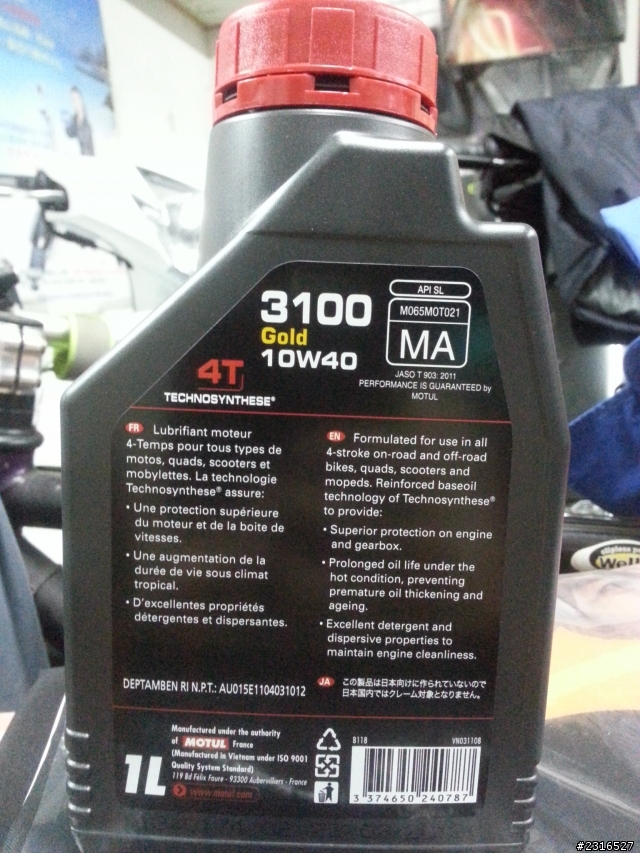 API SL
3100
M065MOT021
Gold
MA
4T
10W40
TECHNOSYNTHESE®
JASO T 903: 2011
PERFORMANCE IS GUARANTEED by
MOTUL
FR Lubrifiant moteur
4-Temps pour tous types de
motos, quads, scooters et
mobylettes. La technologie
Technosynthese® assure:
• Une protection supérieure
du moteur et de la boite de
vitesses.
• Une augmentation de la
durée de vie sous climat
tropical.
• D'excellentes propriétés
détergentes et dispersantes.
EN Formulated for use in all
4-stroke on-road and off-road
bikes, quads, scooters and
mopeds. Reinforced baseoil
technology of Technosynthese®
to provide:
• Superior protection on engine
and gearbox.
• Prolonged oil life under the
hot condition, preventing
premature oil thickening and
ageing.
• Excellent detergent and
dispersive properties to
maintain engine cleanliness.
DEPTAMBEN RI N.P.T.: AU015E1104031012
JA この製品は日本向けに作られていないので
日本国内ではクレーム対象となりません。
1L
Manufactured under the authority
of MOTUL France
(Manufactured in Vietnam under ISO 9001
Quality System Standard)
119 Bd Félix Faure - 93300 Aubervilliers - France
www.motul.com
8118
VN031108
3 374650 240787
#2316527